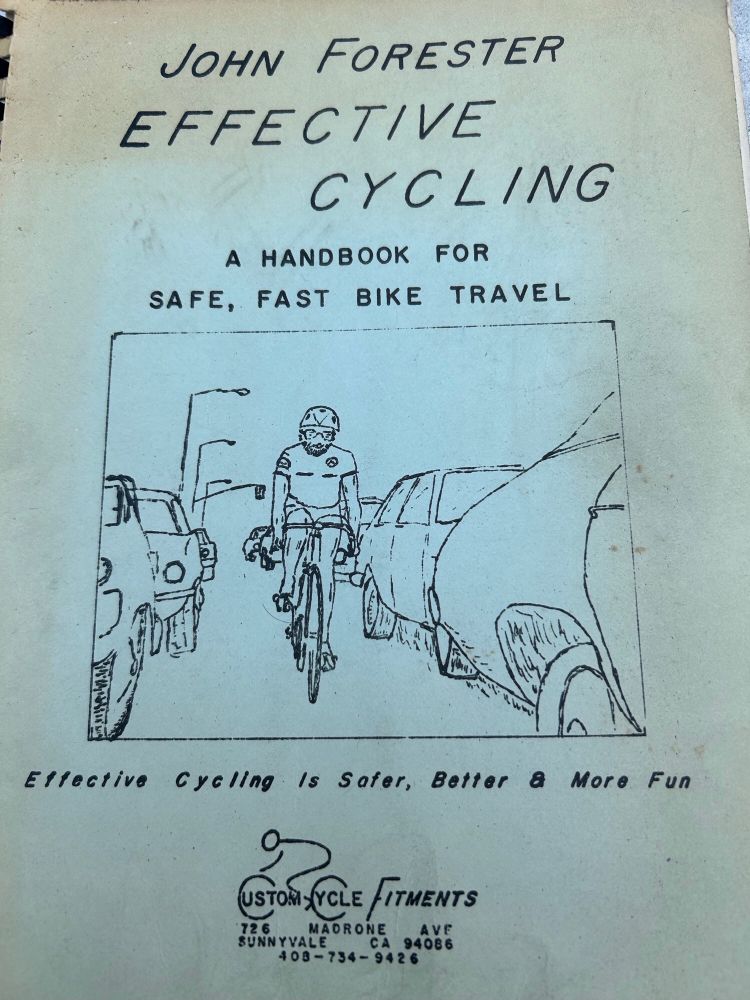 JOHN FORESTER
EFFECTIVE
CYCLING
A HANDBOOK FOR
SAFE, FAST BIKE TRAVEL
Effective Cycling Is Safer, Better & More Fun
CUSTOM CYCLE FITMENTS
726 MADRONE AVE
SUNNYVALE CA 94086
408-734-9426